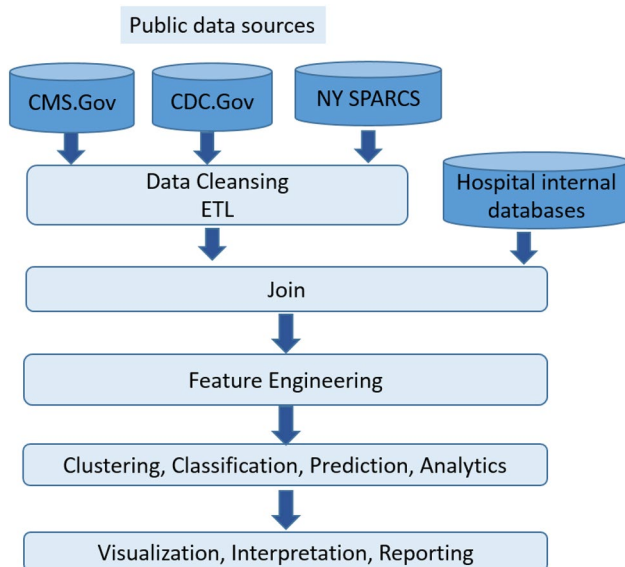 Public data sources
CMS.Gov
CDC.Gov
NY SPARCS
Data Cleansing
ETL
Hospital internal
databases
Join
Feature Engineering
Clustering, Classification, Prediction, Analytics
Visualization, Interpretation, Reporting